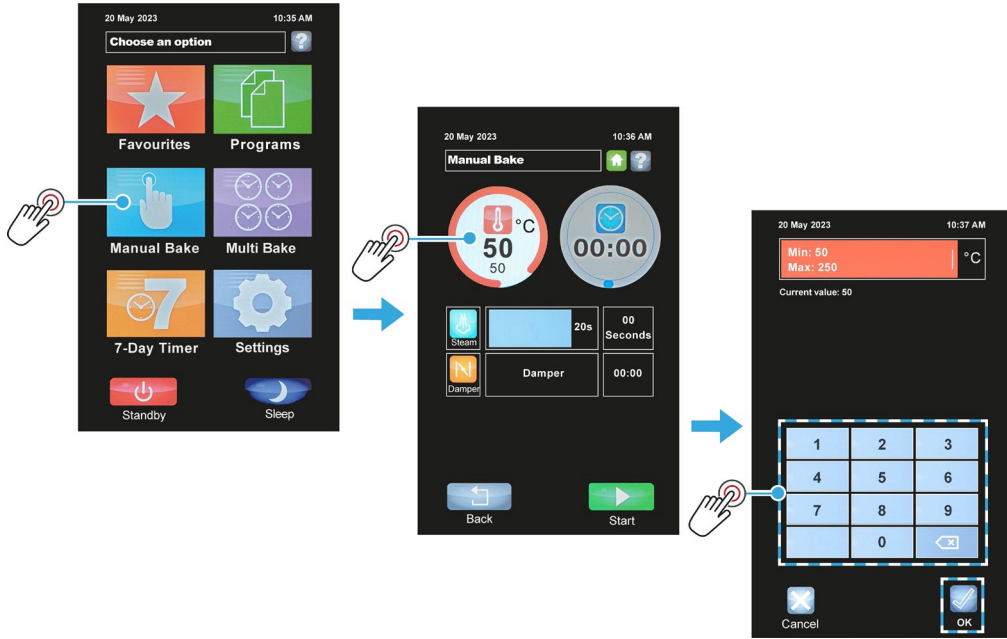 20 May 2023 10:35 AM
Choose an option ?
Favourites Programs
Manual Bake Multi Bake
7
7-Day Timer Settings
Standby Sleep
20 May 2023 10:36 AM
Manual Bake ?
°C
50 00:00
50
20s 00
Steam Seconds
Damper 00:00
Damper
Back Start
20 May 2023 10:37 AM
Min: 50 °C
Max: 250
Current value: 50
1 2 3
4 5 6
7 8 9
0
Cancel OK